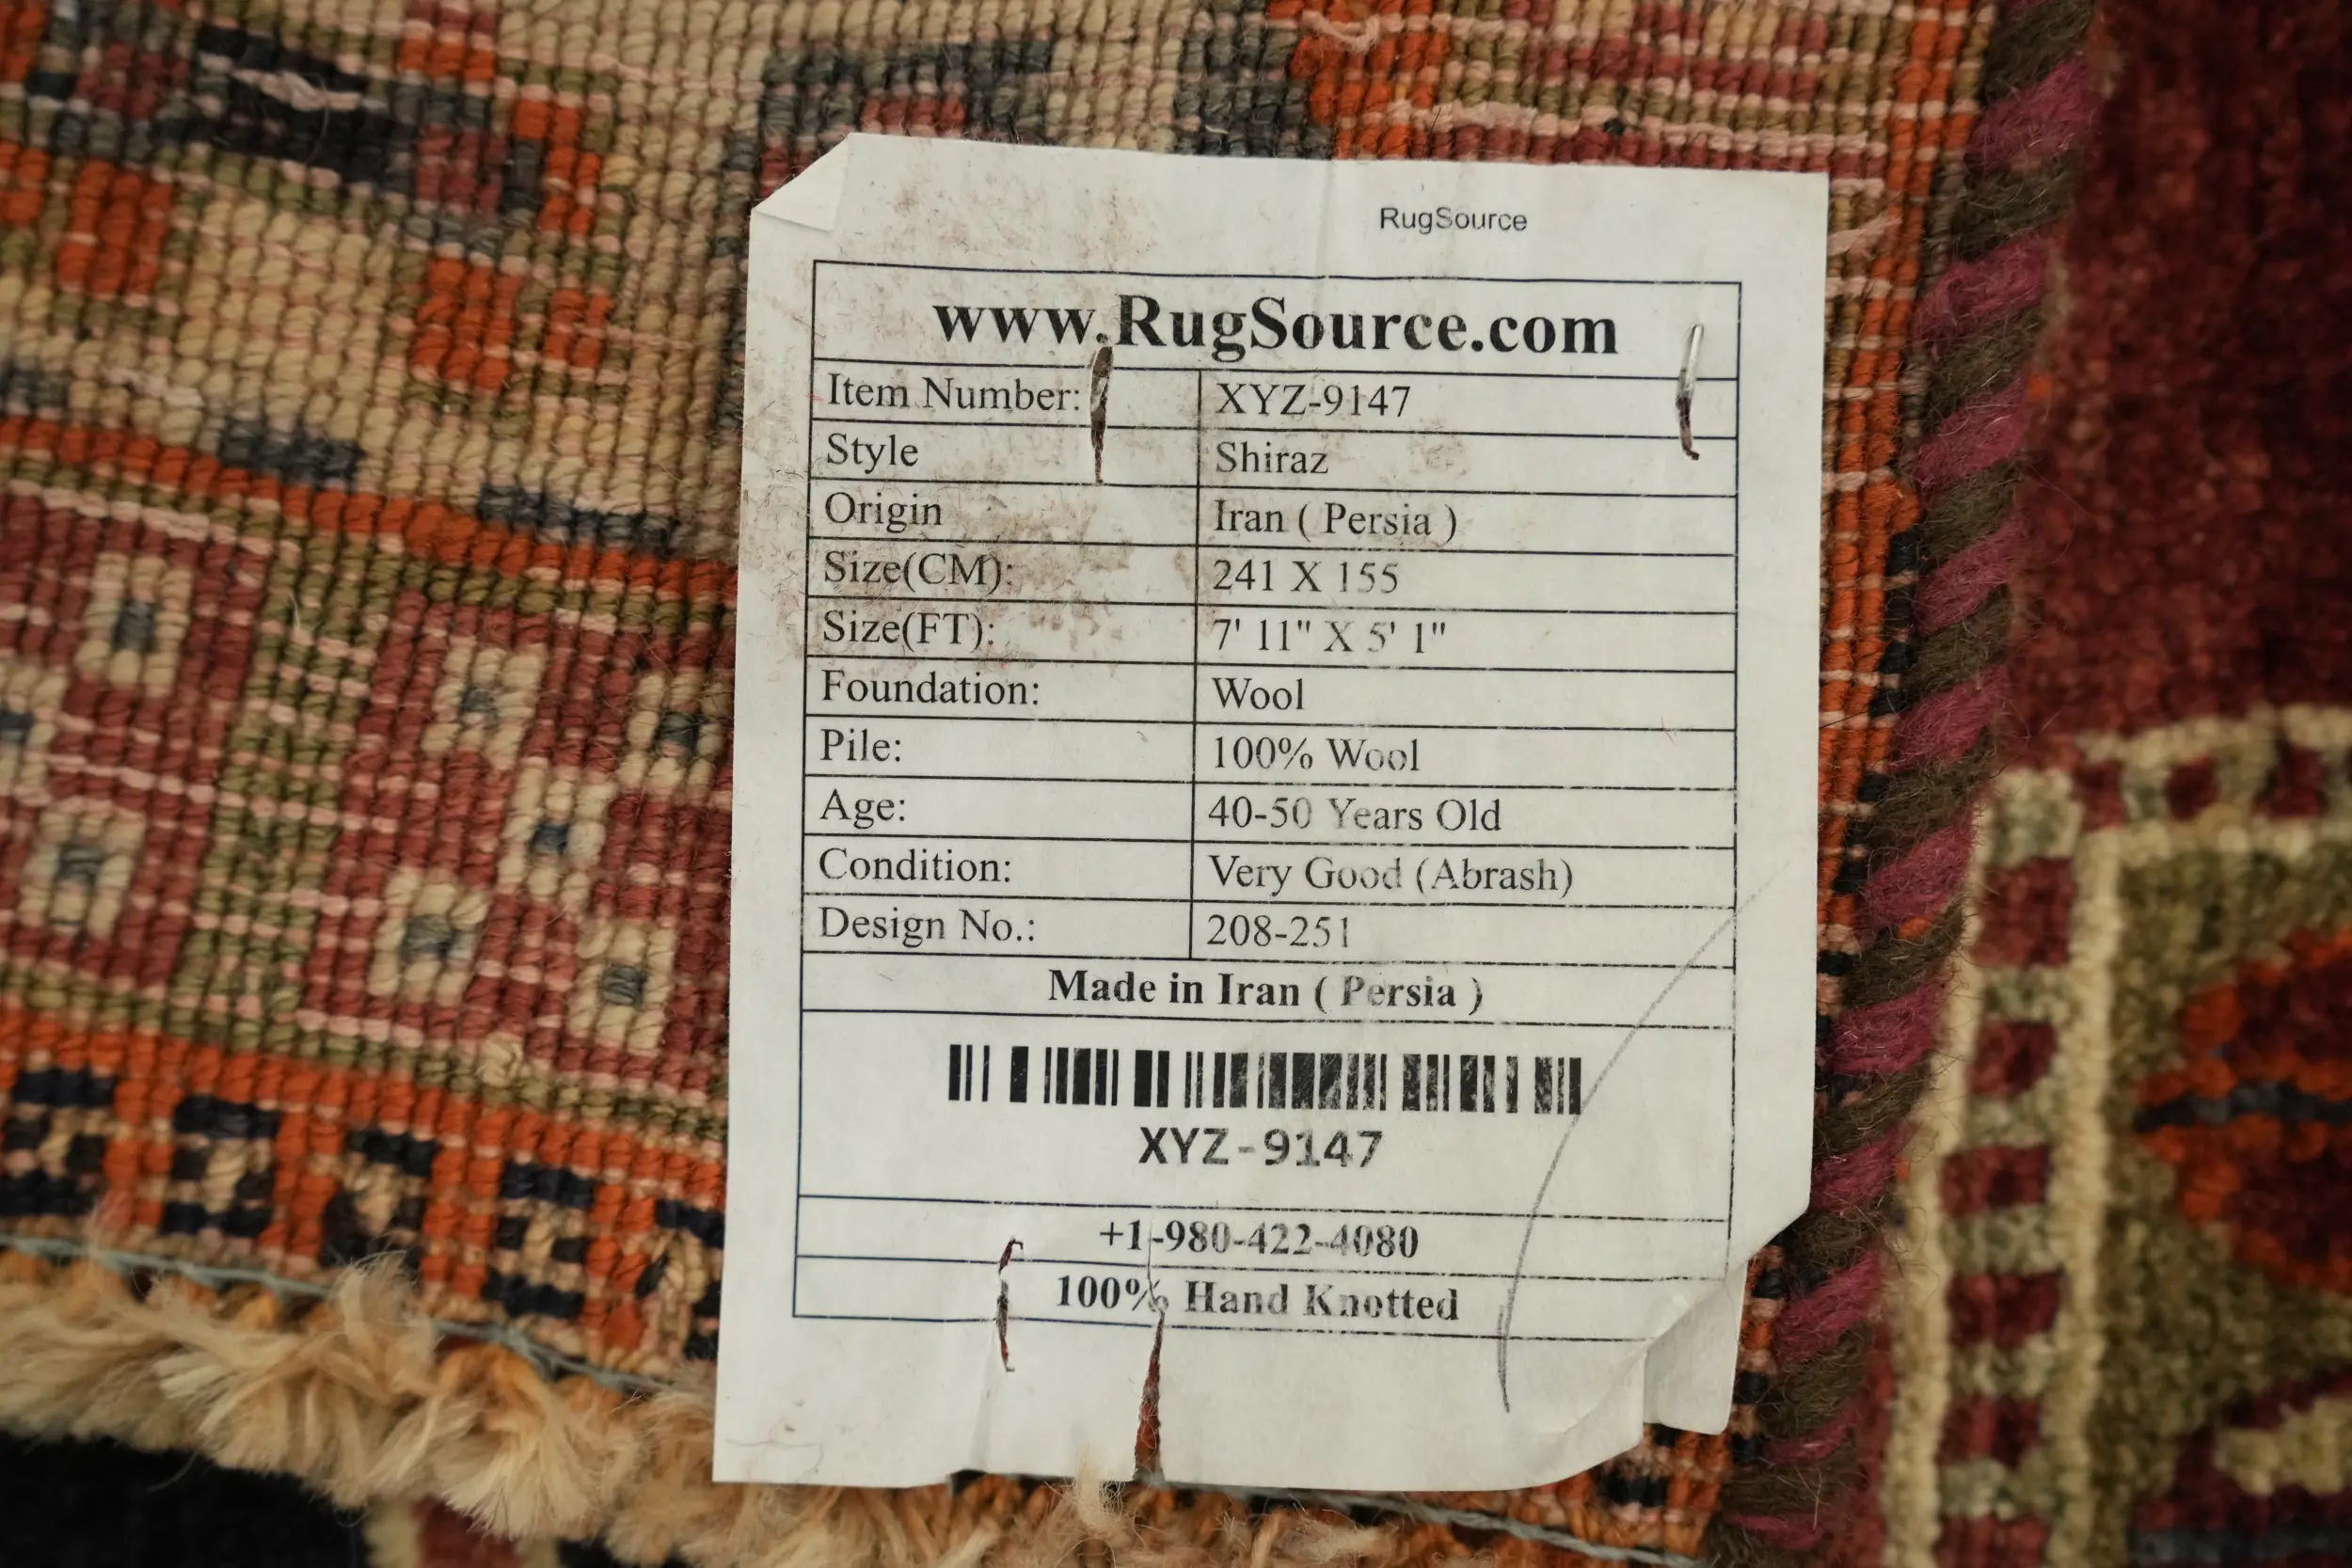 RugSource
www.RugSource.com
Item Number: XYZ-9147
Style Shiraz
Origin Iran ( Persia )
Size(CM): 241 X 155
Size(FT): 7' 11" X 5' 1"
Foundation: Wool
Pile: 100% Wool
Age: 40-50 Years Old
Condition: Very Good (Abrash)
Design No.: 208-251
Made in Iran ( Persia )
XYZ-9147
+1-980-422-4080
100% Hand Knotted